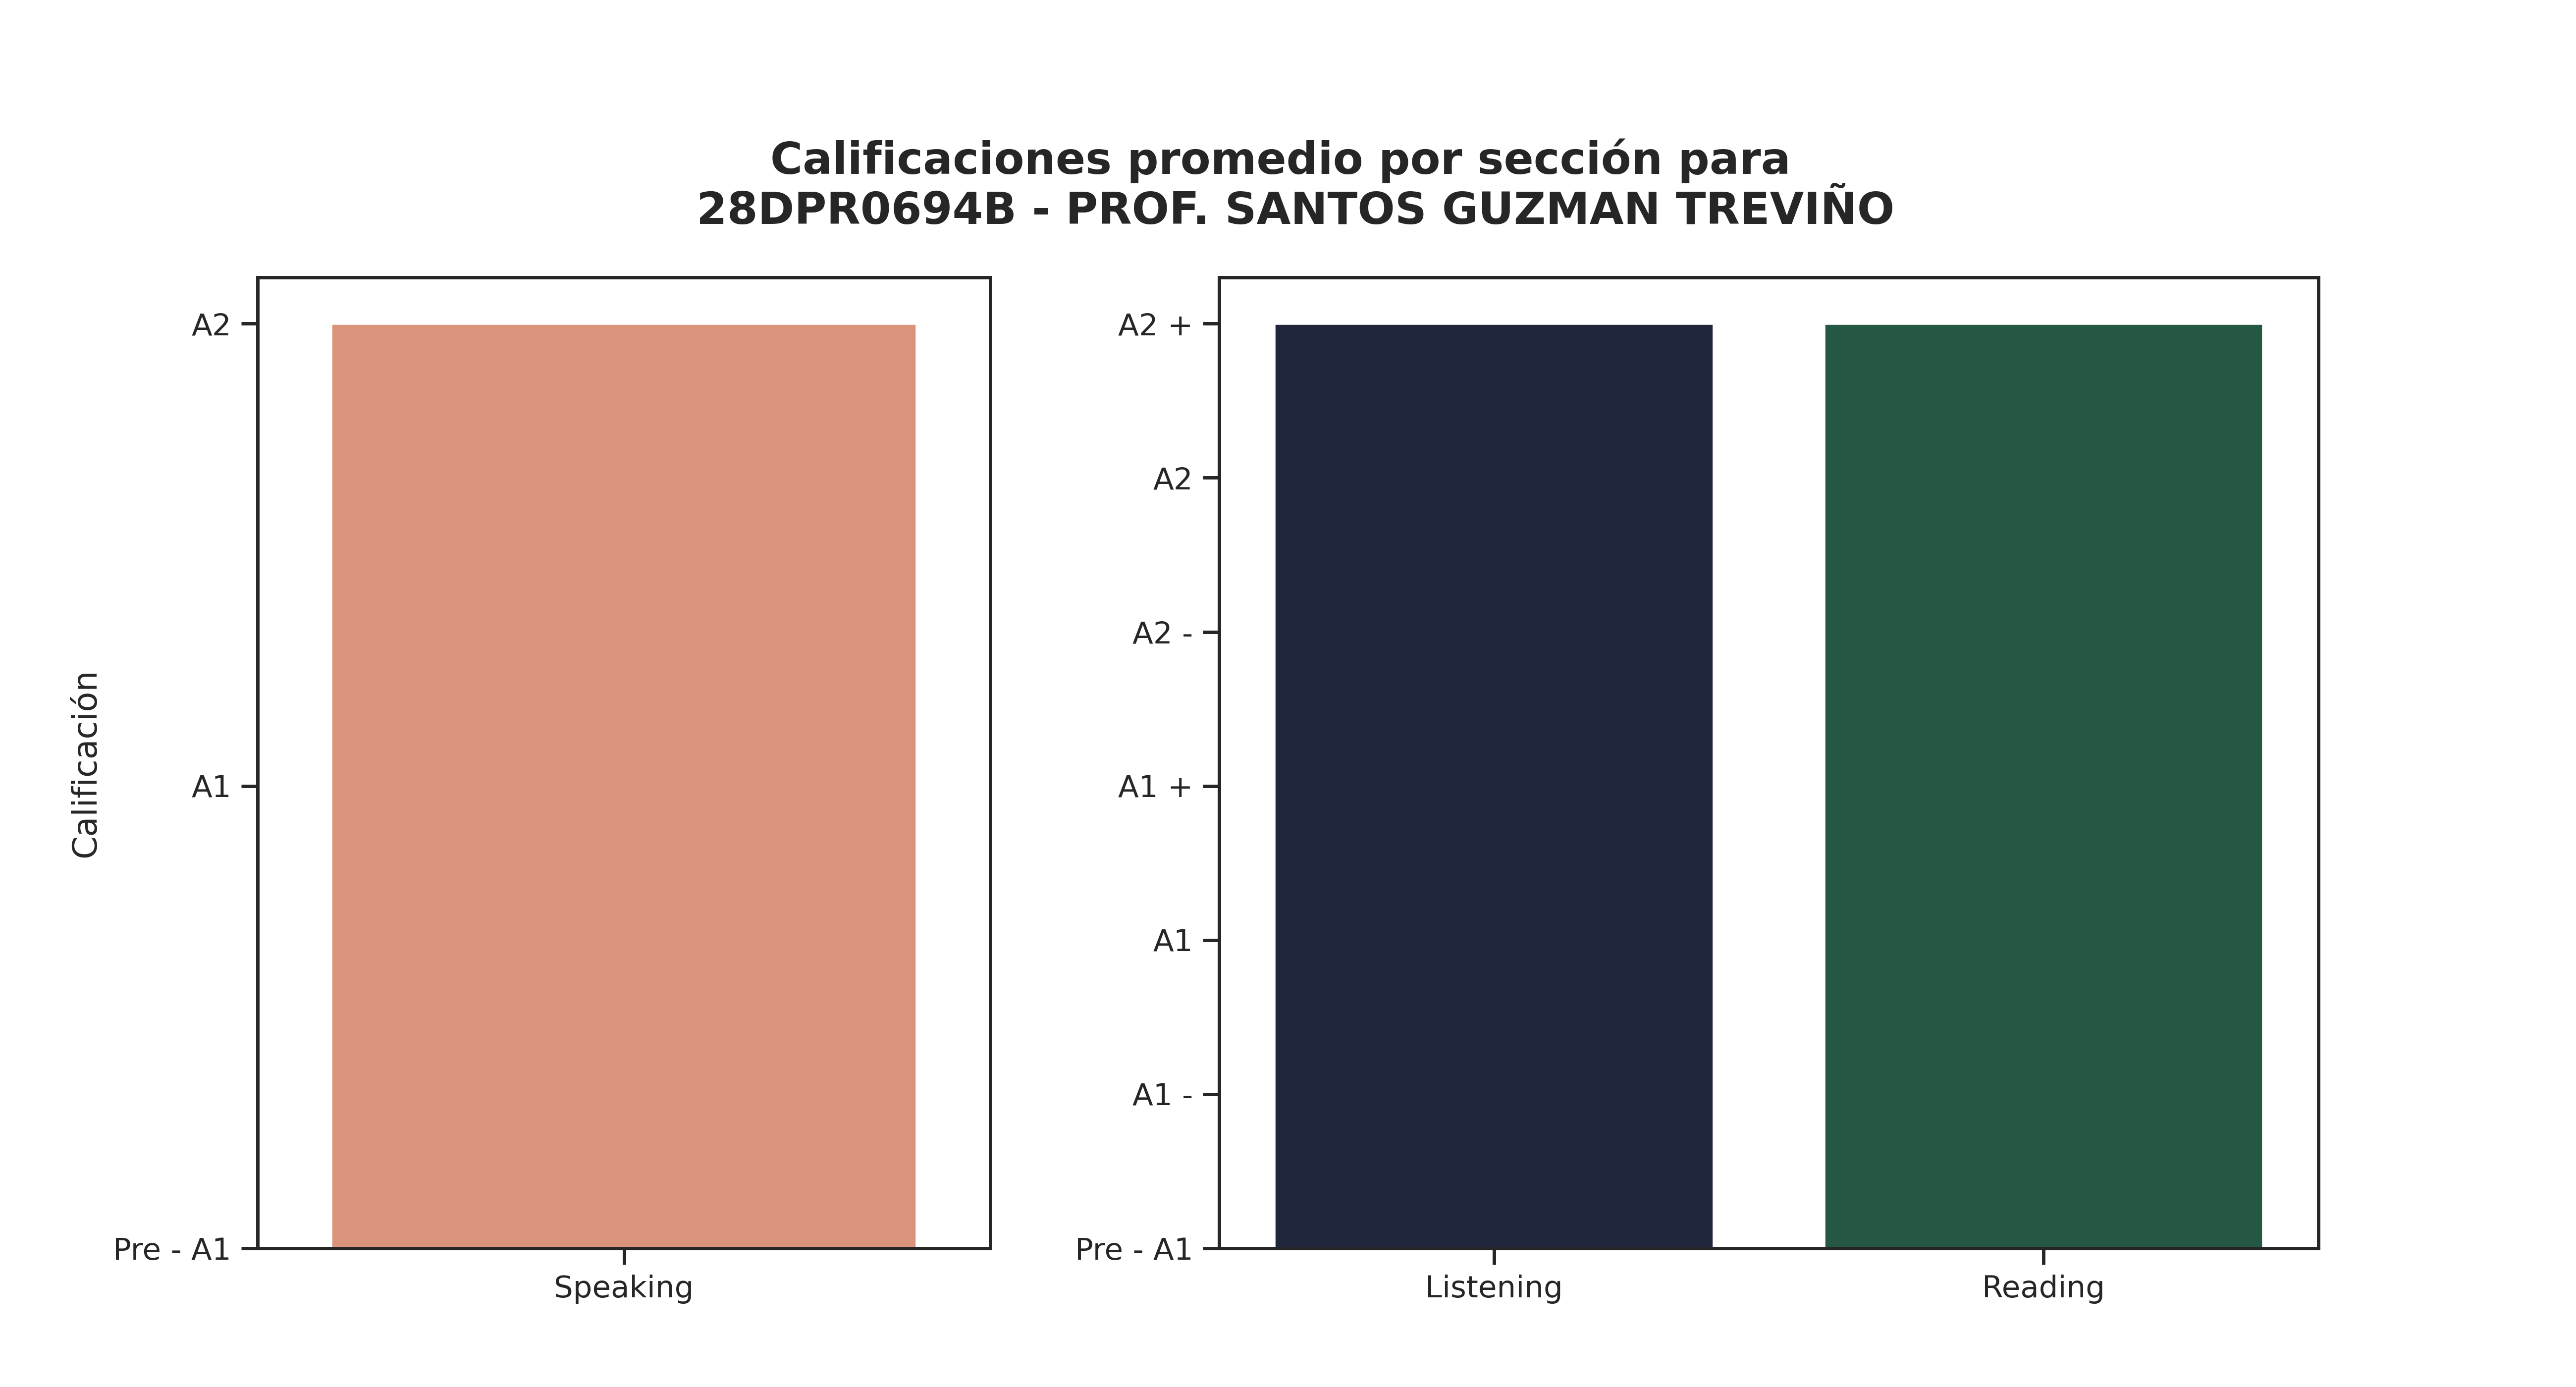 Calificaciones promedio por sección para
28DPR0694B - PROF. SANTOS GUZMAN TREVIÑO
Calificación
A2
A1
Pre - A1
Speaking
A2 +
A2
A2 -
A1 +
A1
A1 -
Pre - A1
Listening
Reading